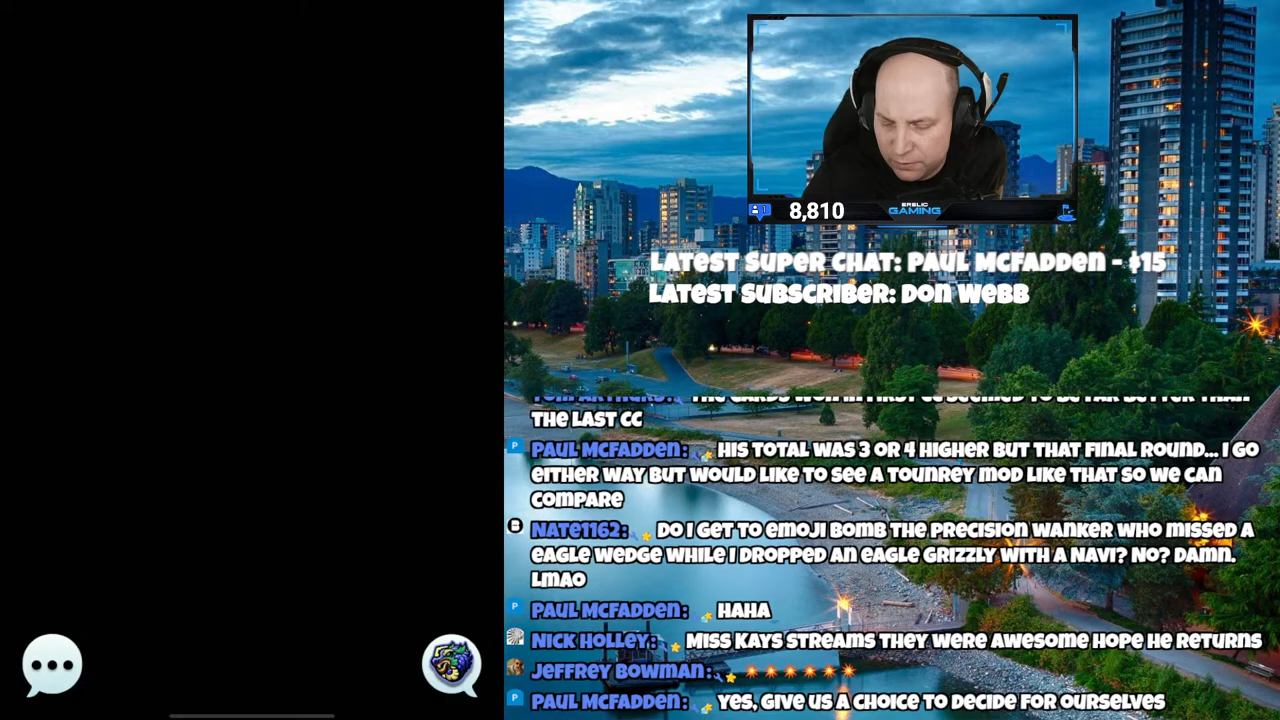 8,810
ERSLIC
GAMING
LATEST SUPER CHAT: PAUL MCFADDEN - $15
LATEST SUBSCRIBER: DON WEBB
THE LAST CC
P PAUL MCFADDEN: HIS TOTAL WAS 3 OR 4 HIGHER BUT THAT FINAL ROUND... I GO
EITHER WAY BUT WOULD LIKE TO SEE A TOUNREY MOD LIKE THAT SO WE CAN
COMPARE
NATE1162: DO I GET TO EMOJI BOMB THE PRECISION WANKER WHO MISSED A
EAGLE WEDGE WHILE I DROPPED AN EAGLE GRIZZLY WITH A NAVI? NO? DAMN.
LMAO
P PAUL MCFADDEN: HAHA
NICK HOLLEY: MISS KAYS STREAMS THEY WERE AWESOME HOPE HE RETURNS
JEFFREY BOWMAN:
P PAUL MCFADDEN: YES, GIVE US A CHOICE TO DECIDE FOR OURSELVES